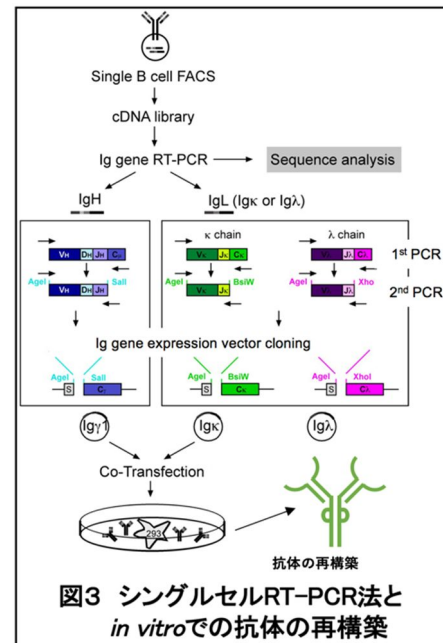 Single B cell FACS
cDNA library
Ig gene RT-PCR
Sequence analysis
IgH
IgL (Igκ or Igλ)
κ chain
λ chain
VH DH JH CH
Vκ Jκ Cκ
Vλ Jλ Cλ
1st PCR
AgeI VH DH JH SalI
AgeI Vκ Jκ BsiW
AgeI Vλ Jλ Xho
2nd PCR
Ig gene expression vector cloning
AgeI SalI
AgeI BsiW
AgeI XhoI
S
S Cκ
S Cλ
Igγ1
Igκ
Igλ
Co-Transfection
293
抗体の再構築
図3 シングルセルRT-PCR法と
in vitroでの抗体の再構築